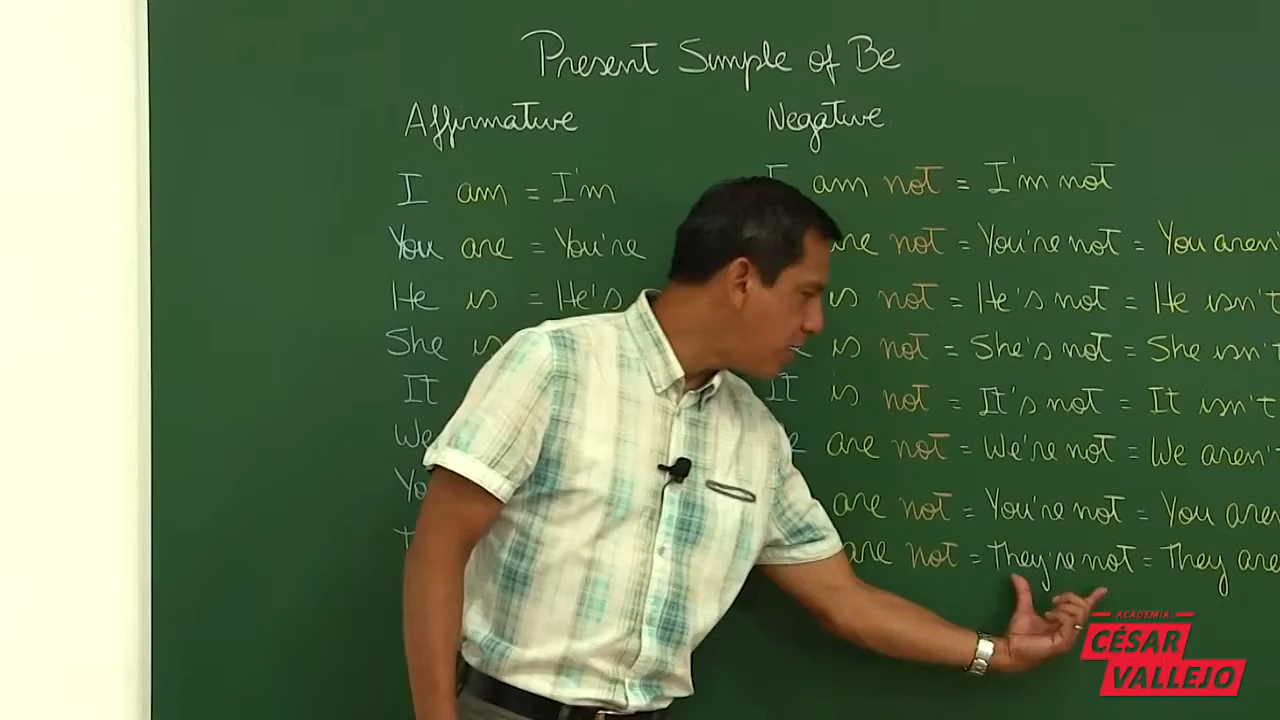 Present Simple of Be
Affirmative Negative
I am = I'm I am not = I'm not
You are = You're are not = You're not = You aren't
He is = He's is not = He's not = He isn't
She is is not = She's not = She isn't
It It is not = It's not = It isn't
We are not = We're not = We aren't
Yo are not = You're not = You aren
are not = They're not = They are
ACADEMIA
CÉSAR
VALLEJO